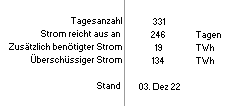 Tagesanzahl 331
Strom reicht aus an 246 Tagen
Zusätzlich benötigter Strom 19 TWh
Überschüssiger Strom 134 TWh
Stand 03. Dez 22